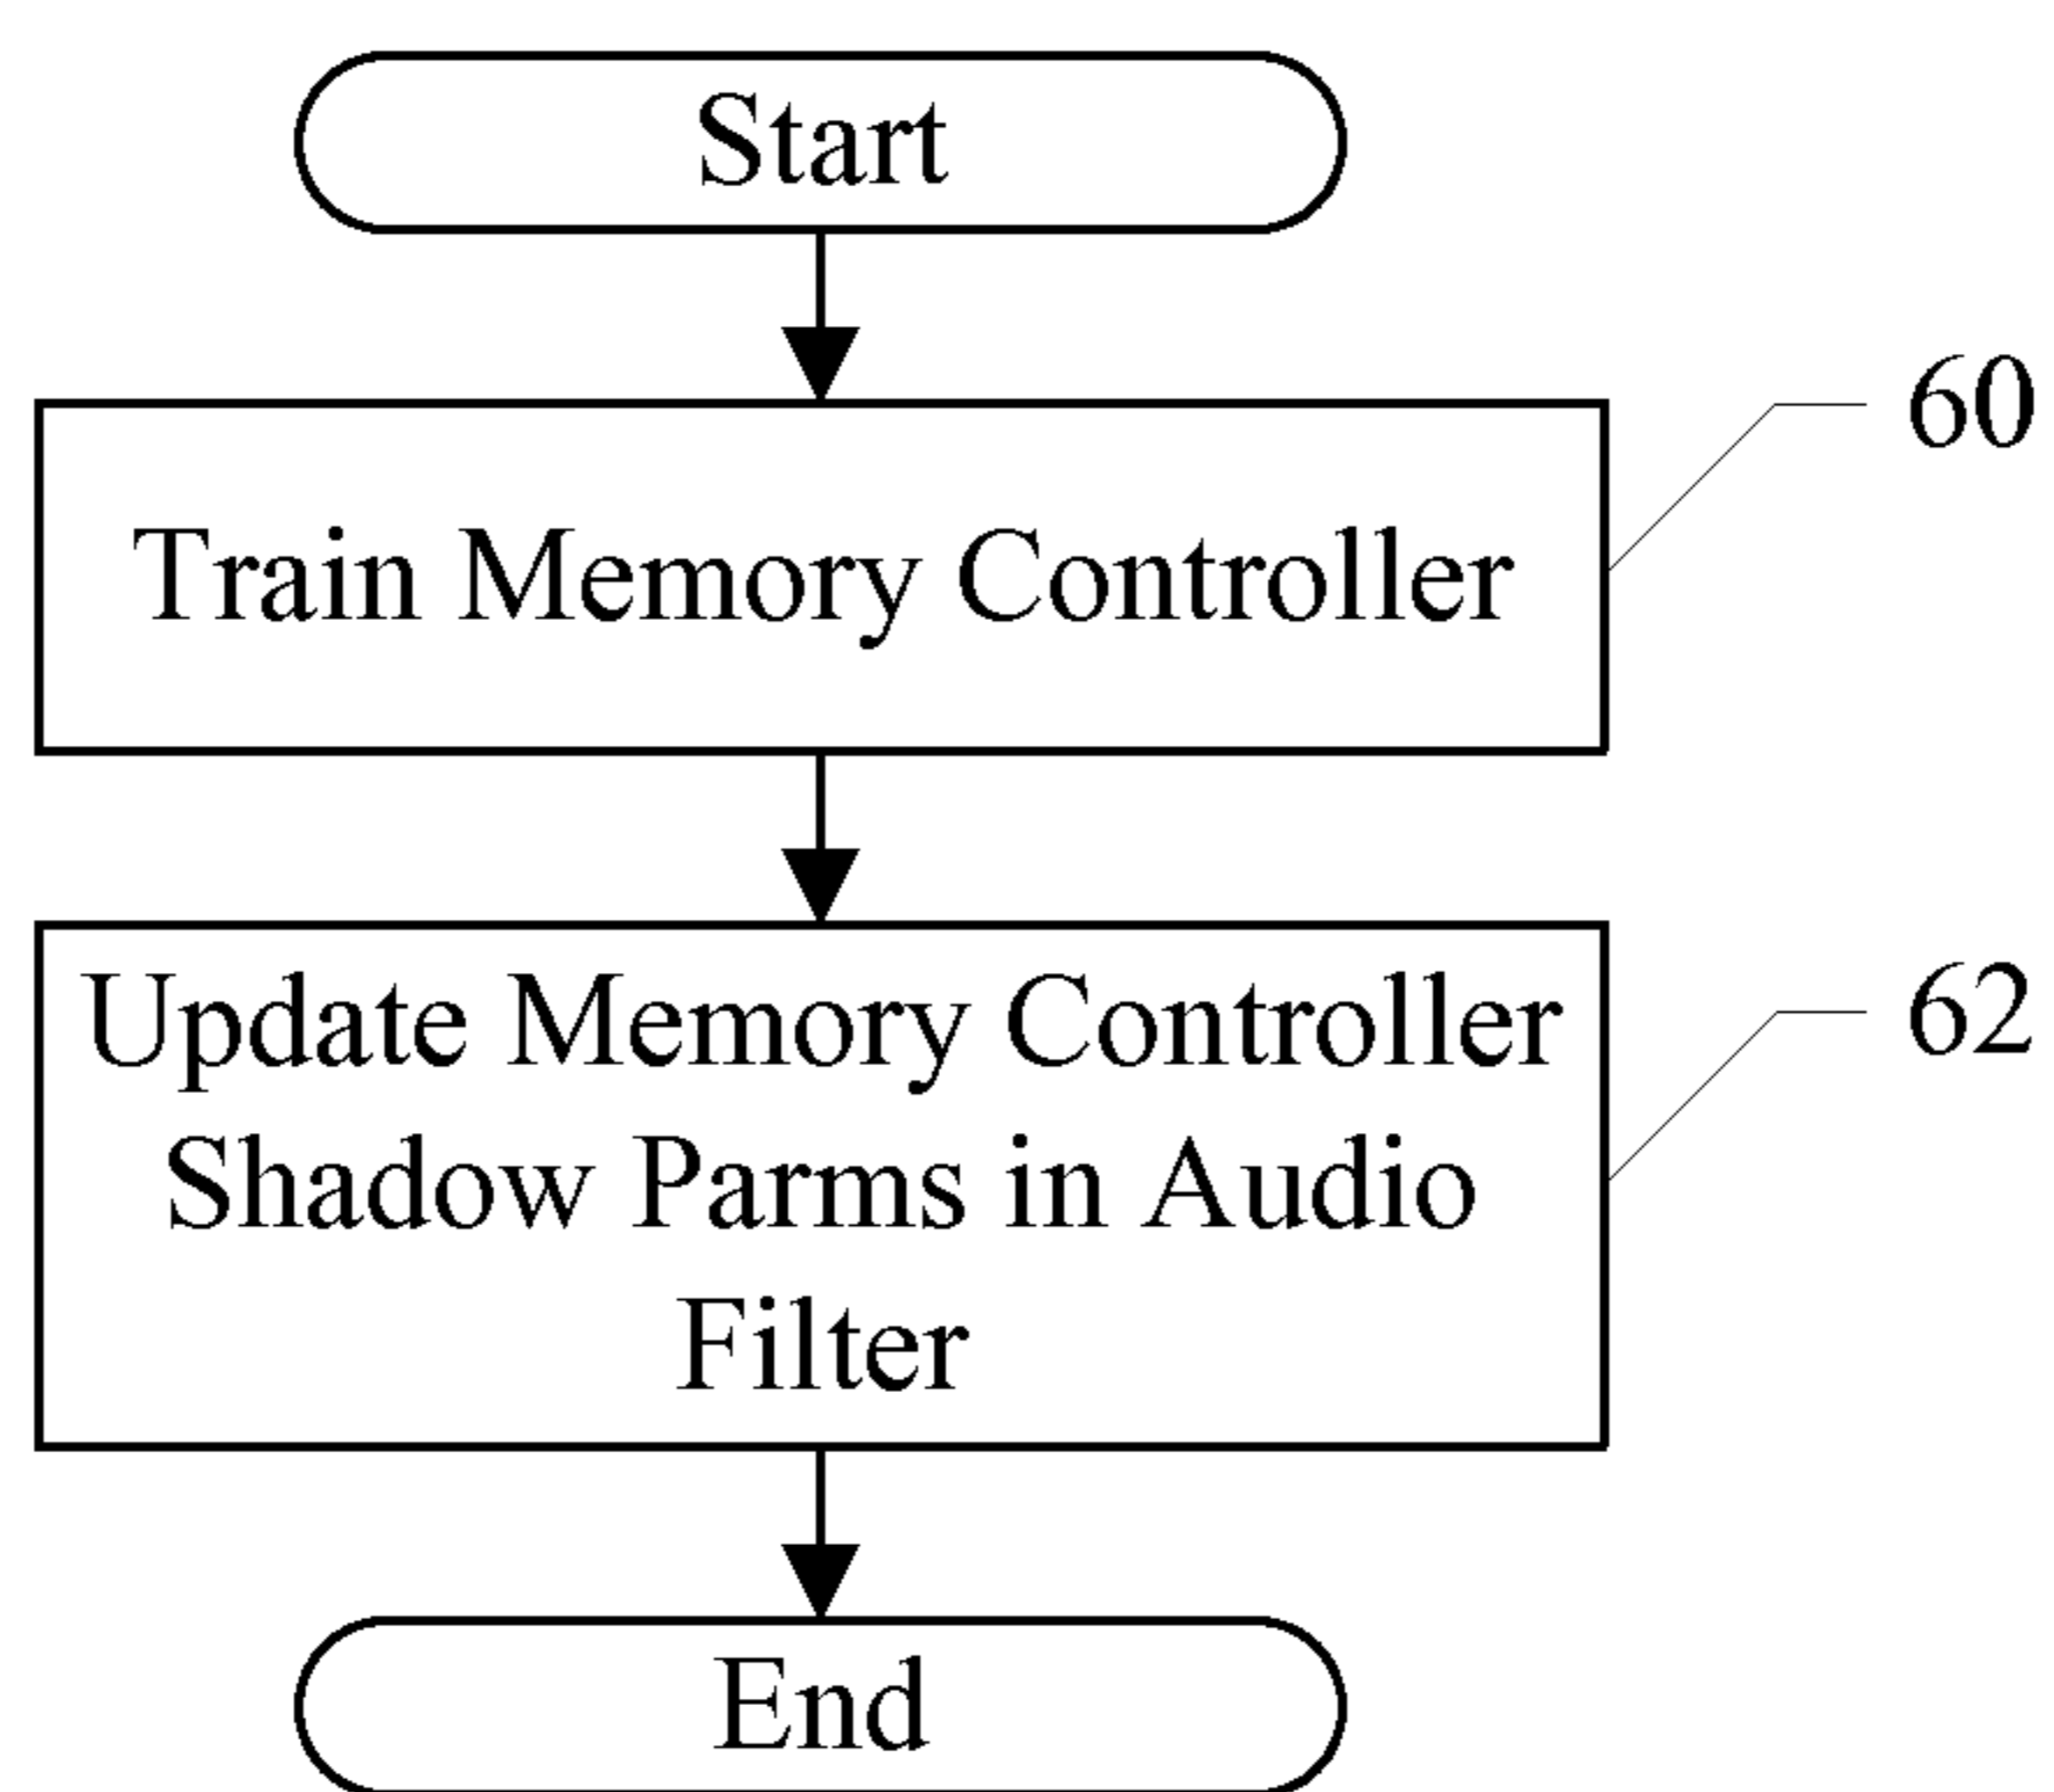 Start
60
Train Memory Controller
62
Update Memory Controller
Shadow Parms in Audio
Filter
End